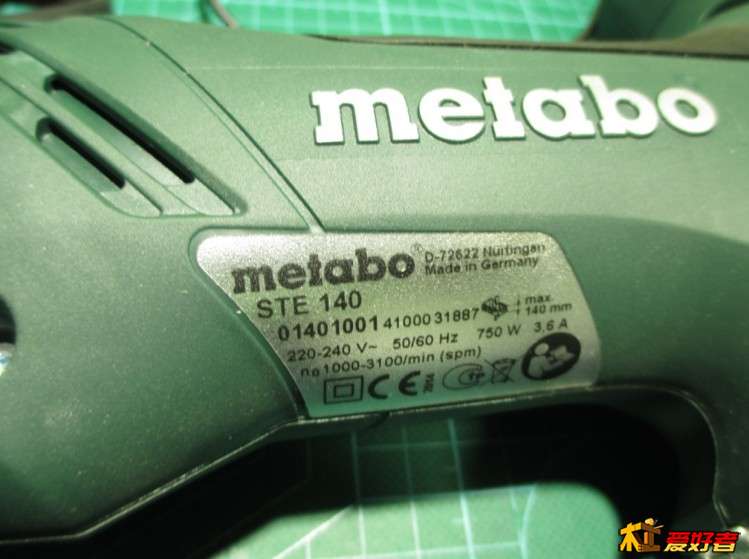 metabo
metabo® D-72622 Nürtingen
Made in Germany
STE 140
01401001 41000 31887 max. 140 mm
220-240 V~ 50/60 Hz 750 W 3,6 A
n₀ 1000-3100/min (spm)
CE
木工爱好者